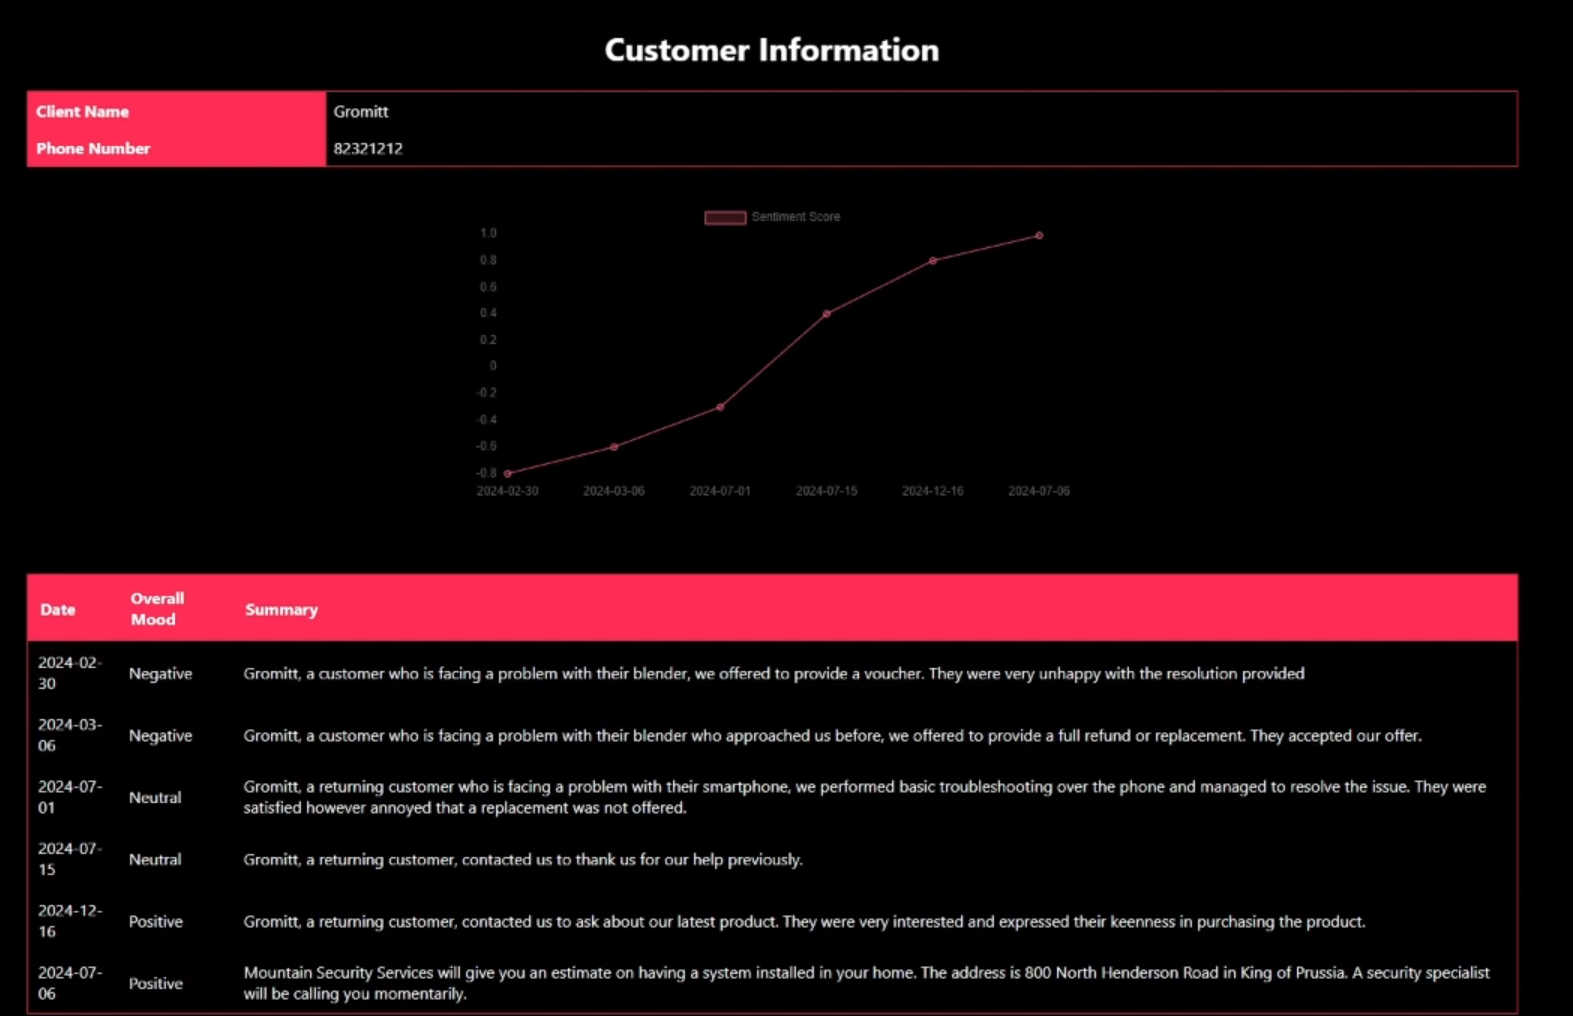 Customer Information
Client Name Gromitt
Phone Number 82321212
Sentiment Score
1.0
0.8
0.6
0.4
0.2
0
-0.2
-0.4
-0.6
-0.8
2024-02-30 2024-03-06 2024-07-01 2024-07-15 2024-12-16 2024-07-06
Date Overall Mood Summary
2024-02-
30
Negative
Gromitt, a customer who is facing a problem with their blender, we offered to provide a voucher. They were very unhappy with the resolution provided
2024-03-
06
Negative
Gromitt, a customer who is facing a problem with their blender who approached us before, we offered to provide a full refund or replacement. They accepted our offer.
2024-07-
01
Neutral
Gromitt, a returning customer who is facing a problem with their smartphone, we performed basic troubleshooting over the phone and managed to resolve the issue. They were
satisfied however annoyed that a replacement was not offered.
2024-07-
15
Neutral
Gromitt, a returning customer, contacted us to thank us for our help previously.
2024-12-
16
Positive
Gromitt, a returning customer, contacted us to ask about our latest product. They were very interested and expressed their keenness in purchasing the product.
2024-07-
06
Positive
Mountain Security Services will give you an estimate on having a system installed in your home. The address is 800 North Henderson Road in King of Prussia. A security specialist
will be calling you momentarily.